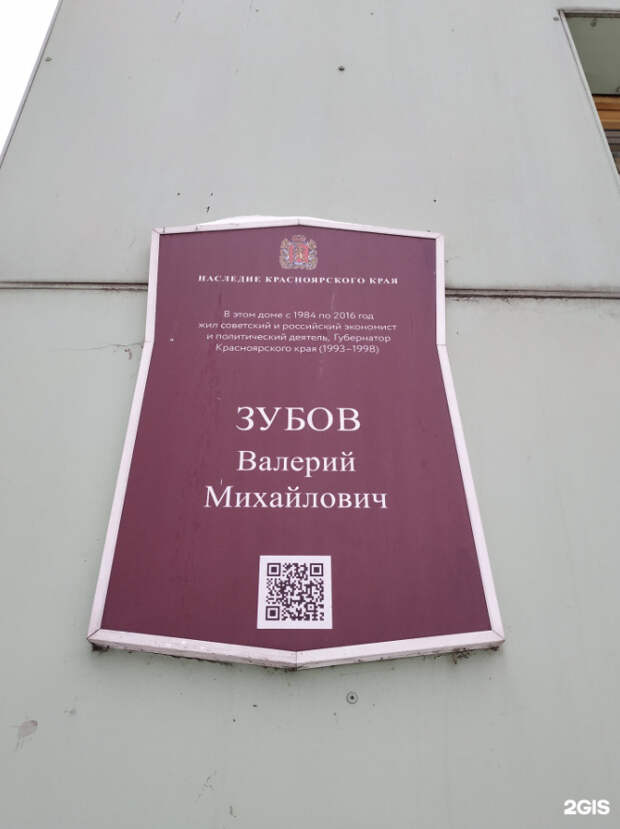 НАСЛЕДИЕ КРАСНОЯРСКОГО КРАЯ
В этом доме с 1984 по 2016 год
жил советский и российский экономист
и политический деятель, Губернатор
Красноярского края (1993–1998)
ЗУБОВ
Валерий
Михайлович
2GIS